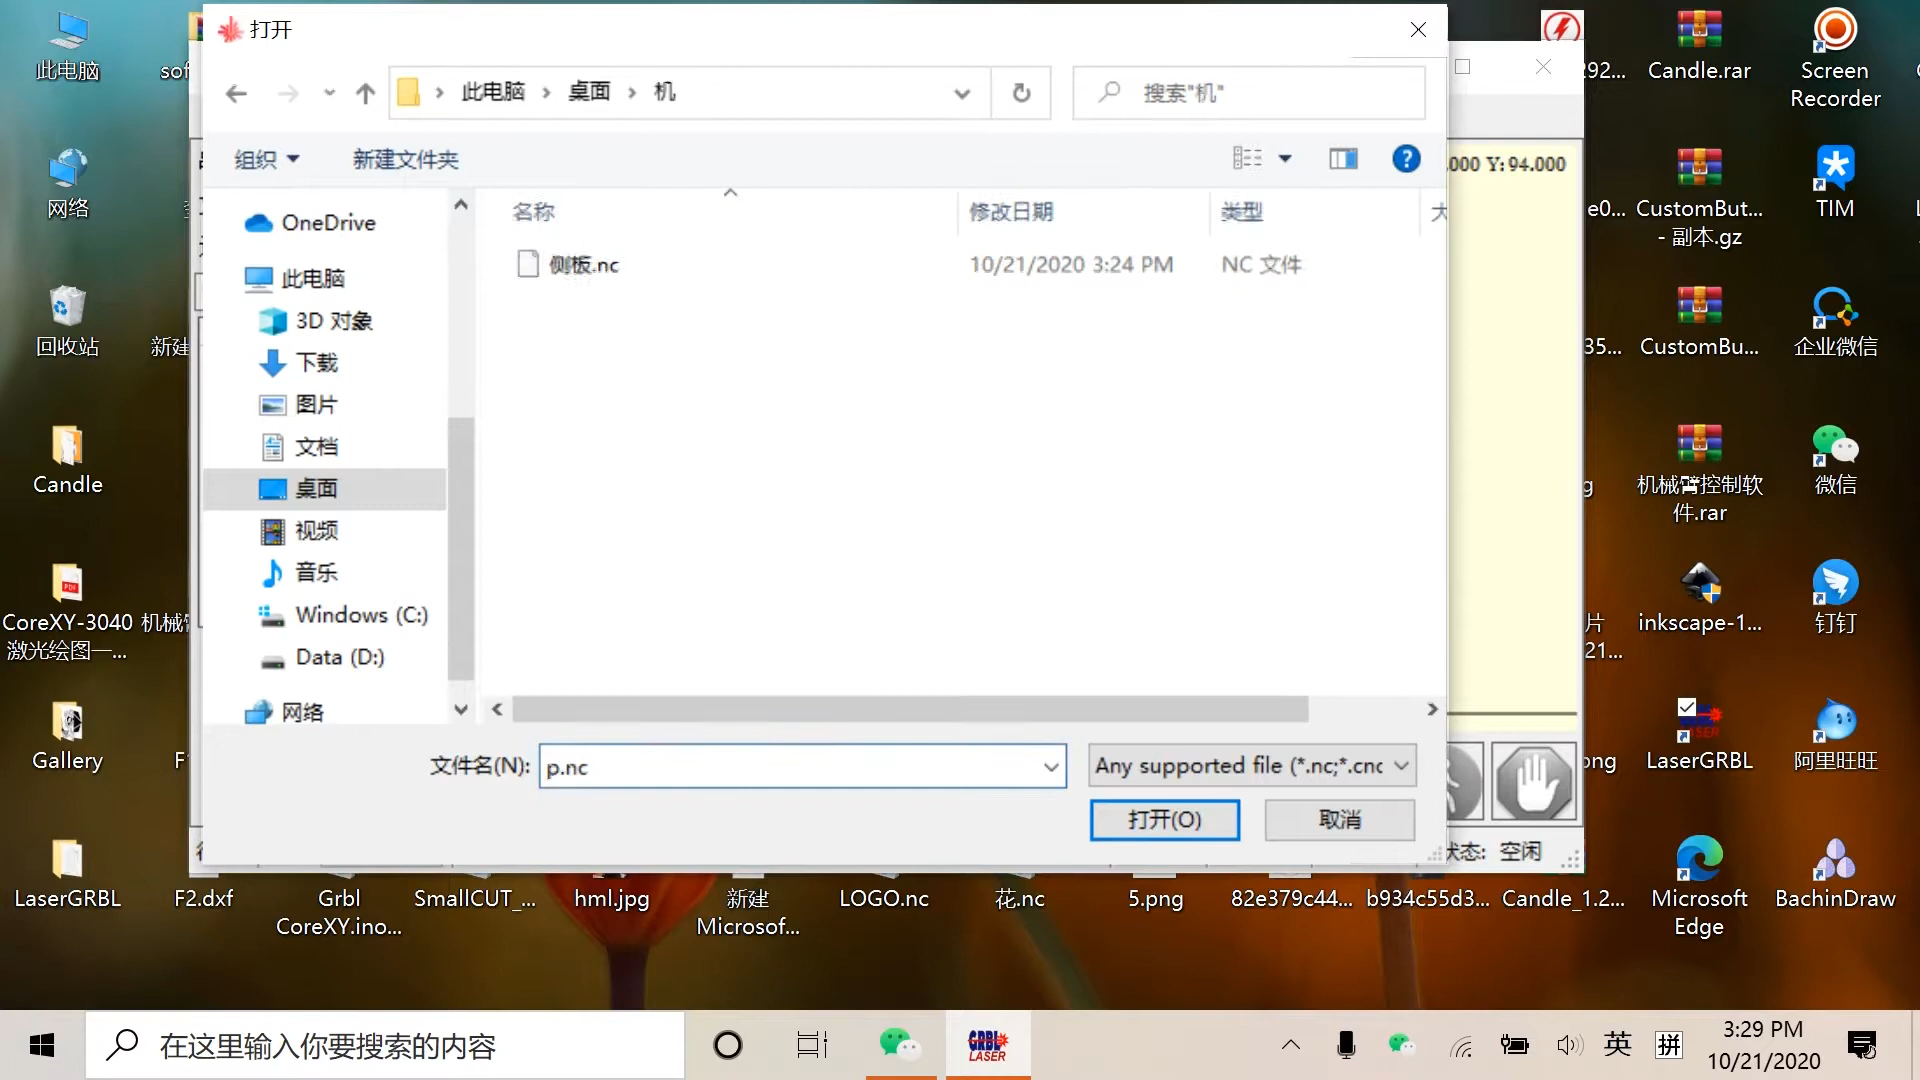 打开
此电脑
桌面
机
搜索"机"
组织
新建文件夹
名称
修改日期
类型
侧板.nc
10/21/2020 3:24 PM
NC 文件
OneDrive
此电脑
3D 对象
下载
图片
文档
桌面
视频
音乐
Windows (C:)
Data (D:)
网络
文件名(N):
p.nc
Any supported file (*.nc;*.cnc
打开(O)
取消
000 Y: 94.000
状态: 空闲
此电脑
网络
回收站
新建
Candle
CoreXY-3040
激光绘图一...
Gallery
LaserGRBL
F2.dxf
Grbl
CoreXY.ino...
SmallCUT_...
hml.jpg
新建
Microsof...
LOGO.nc
花.nc
5.png
82e379c44...
b934c55d3...
Candle_1.2...
Candle.rar
CustomBut...
- 副本.gz
CustomBu...
机械臂控制软
件.rar
inkscape-1...
LaserGRBL
Microsoft
Edge
Screen
Recorder
TIM
企业微信
微信
钉钉
阿里旺旺
BachinDraw
在这里输入你要搜索的内容
GRBL
LASER
英
拼
3:29 PM
10/21/2020